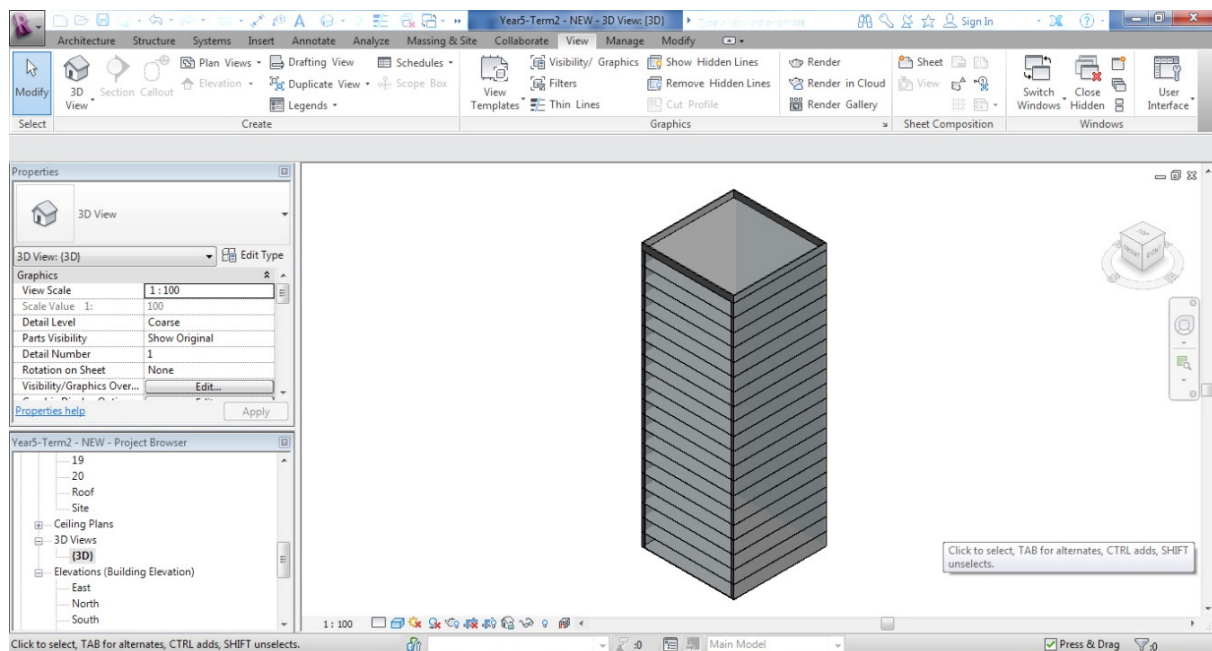 Year5-Term2 - NEW - 3D View: {3D} Sign In
Architecture Structure Systems Insert Annotate Analyze Massing & Site Collaborate View Manage Modify
Modify
3D View
Section
Callout
Plan Views
Elevation
Drafting View
Duplicate View
Legends
Schedules
Scope Box
View Templates
Visibility/ Graphics
Filters
Thin Lines
Show Hidden Lines
Remove Hidden Lines
Cut Profile
Render
Render in Cloud
Render Gallery
Sheet
View
Switch Windows
Close Hidden
User Interface
Select Create Graphics Sheet Composition Windows
Properties
3D View
3D View: {3D} Edit Type
Graphics
View Scale 1 : 100
Scale Value 1: 100
Detail Level Coarse
Parts Visibility Show Original
Detail Number 1
Rotation on Sheet None
Visibility/Graphics Over... Edit...
Properties help Apply
Year5-Term2 - NEW - Project Browser
19
20
Roof
Site
Ceiling Plans
3D Views
{3D}
Elevations (Building Elevation)
East
North
South
TOP
FRONT
RIGHT
Click to select, TAB for alternates, CTRL adds, SHIFT
unselects.
1 : 100
Click to select, TAB for alternates, CTRL adds, SHIFT unselects. :0 Main Model Press & Drag :0